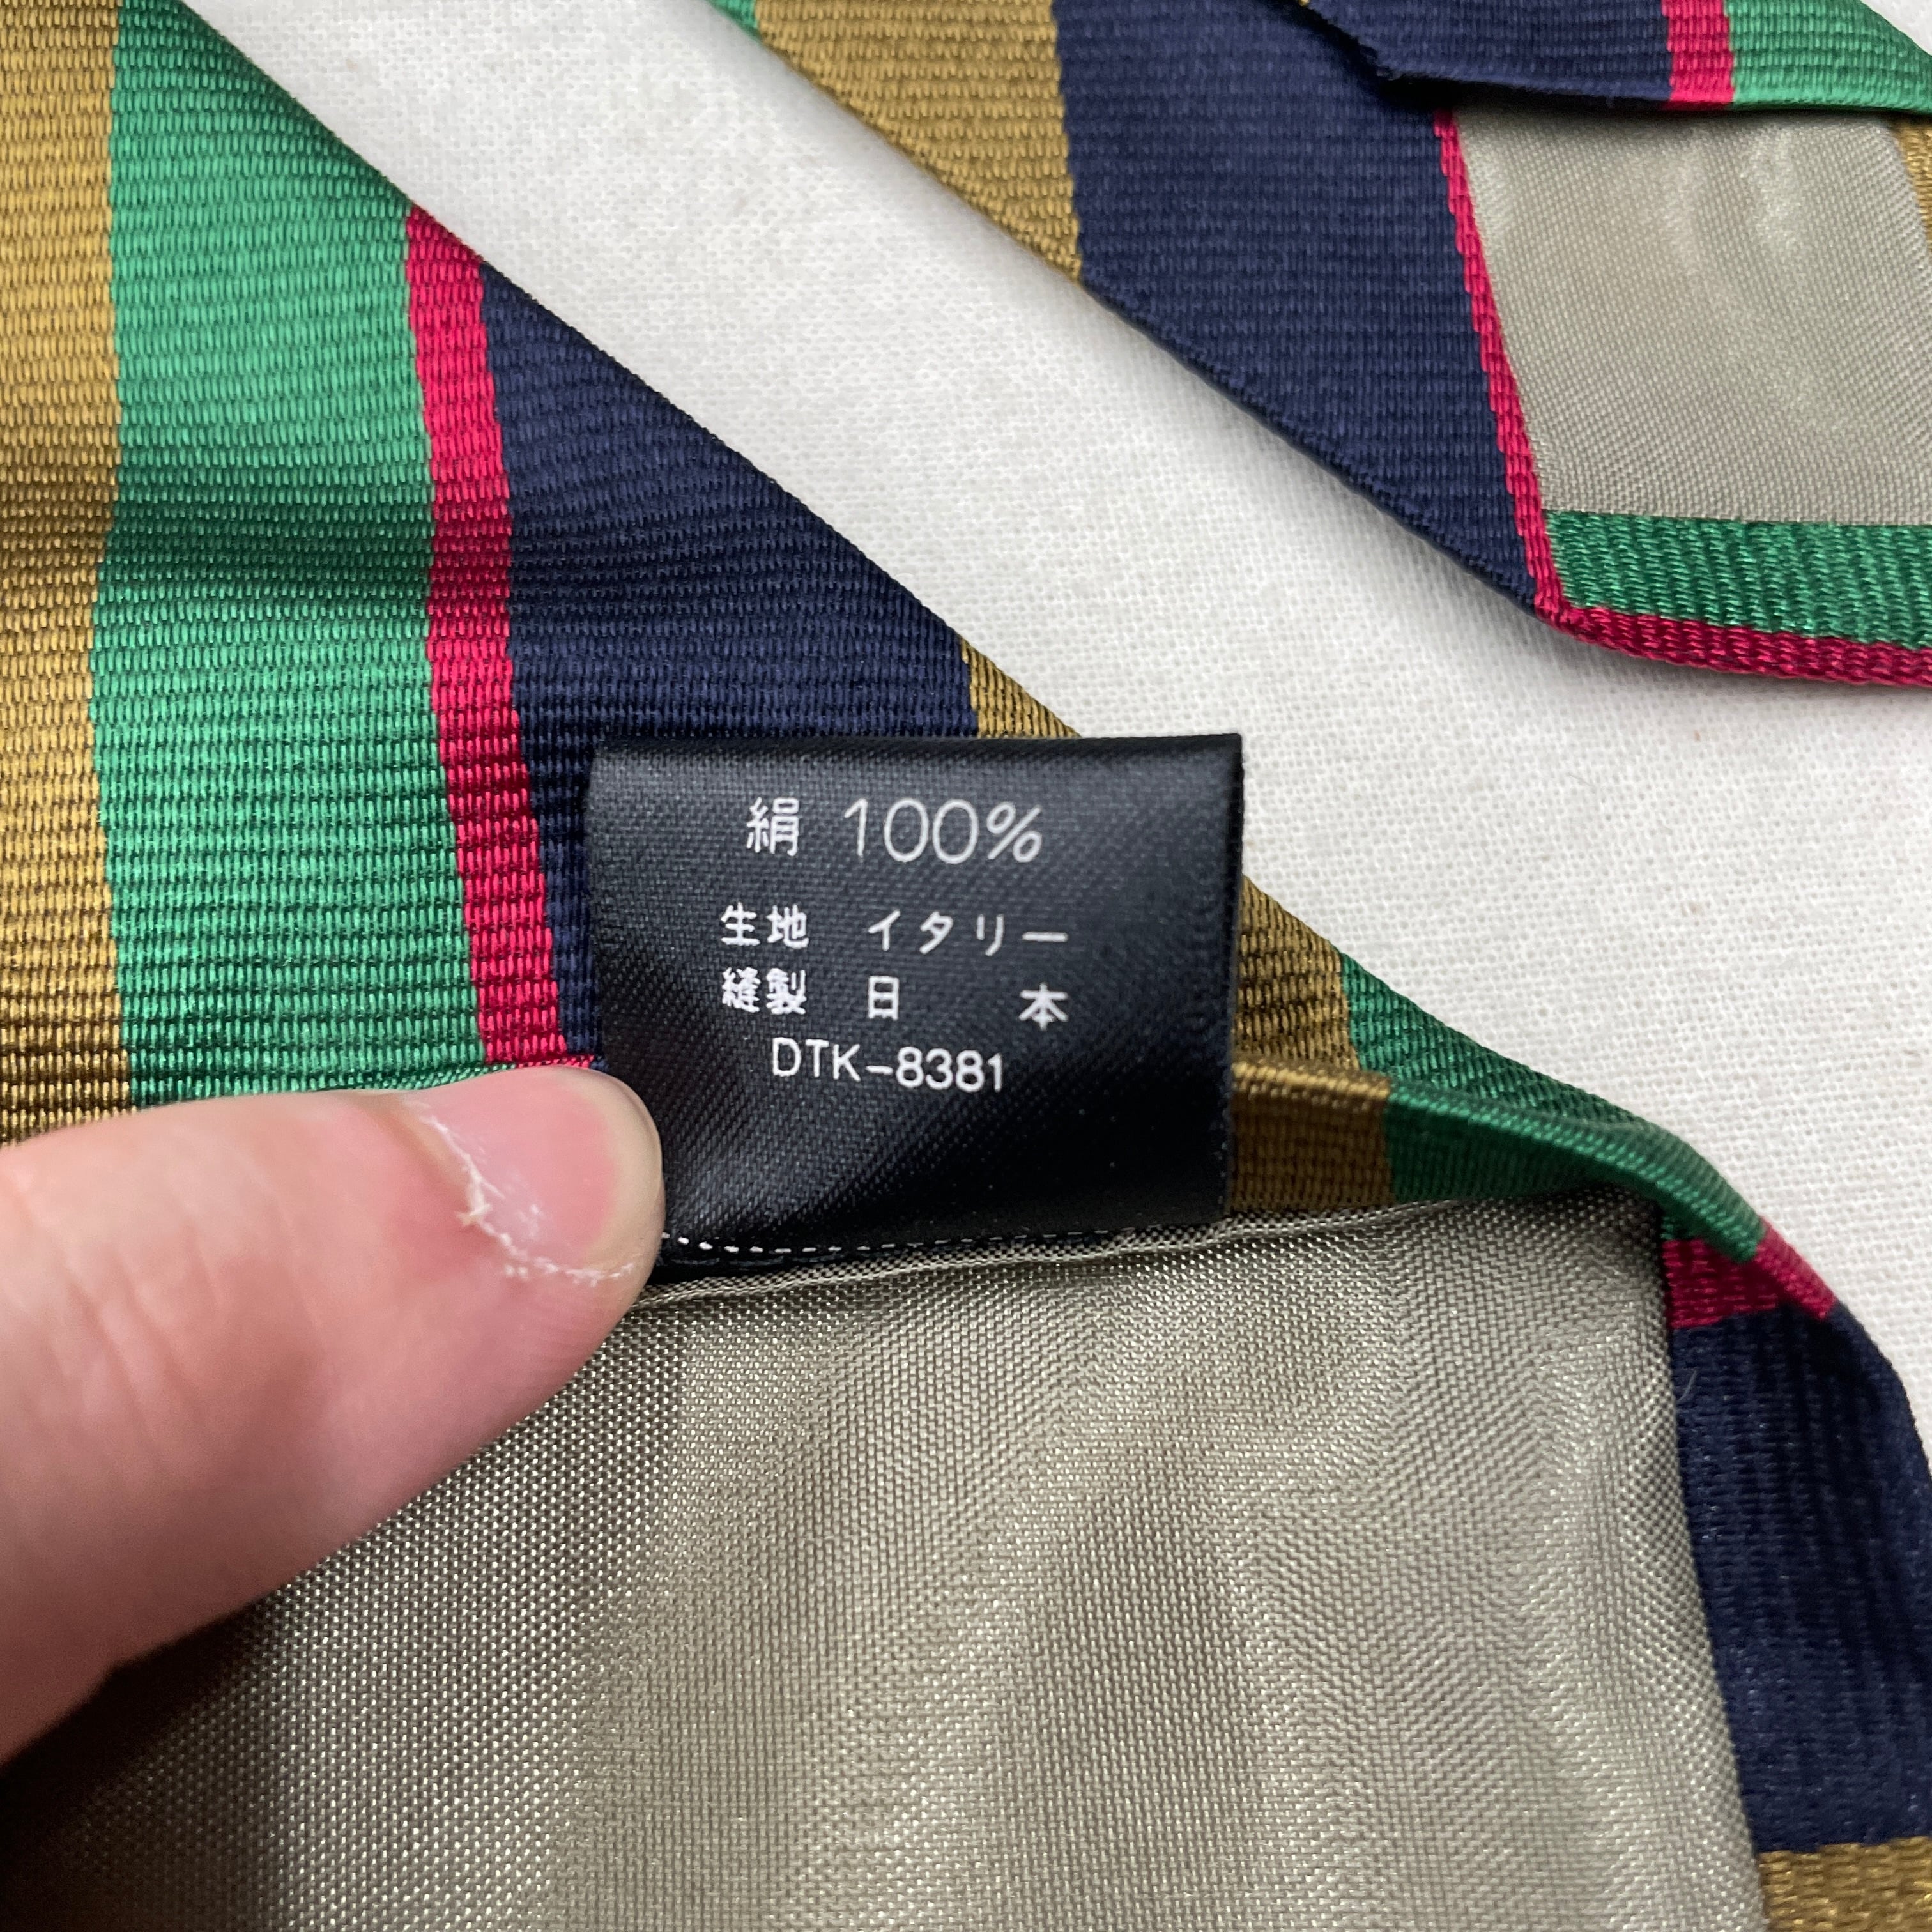 絹 100%
生地 イタリー
縫製 日本
DTK-8381